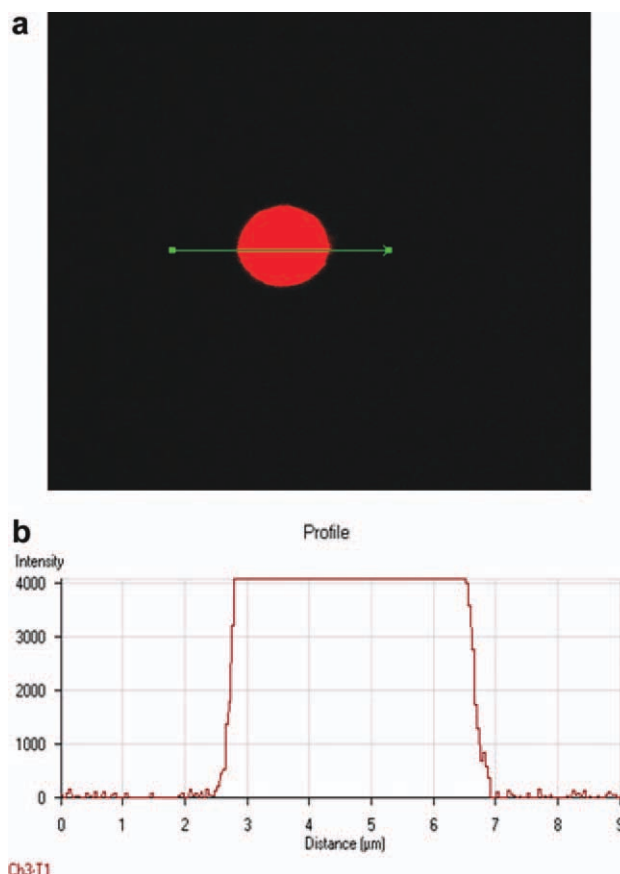 a
b
Profile
Intensity
4000
3000
2000
1000
0
0 1 2 3 4 5 6 7 8 9
Distance (µm)
Ch3-T1